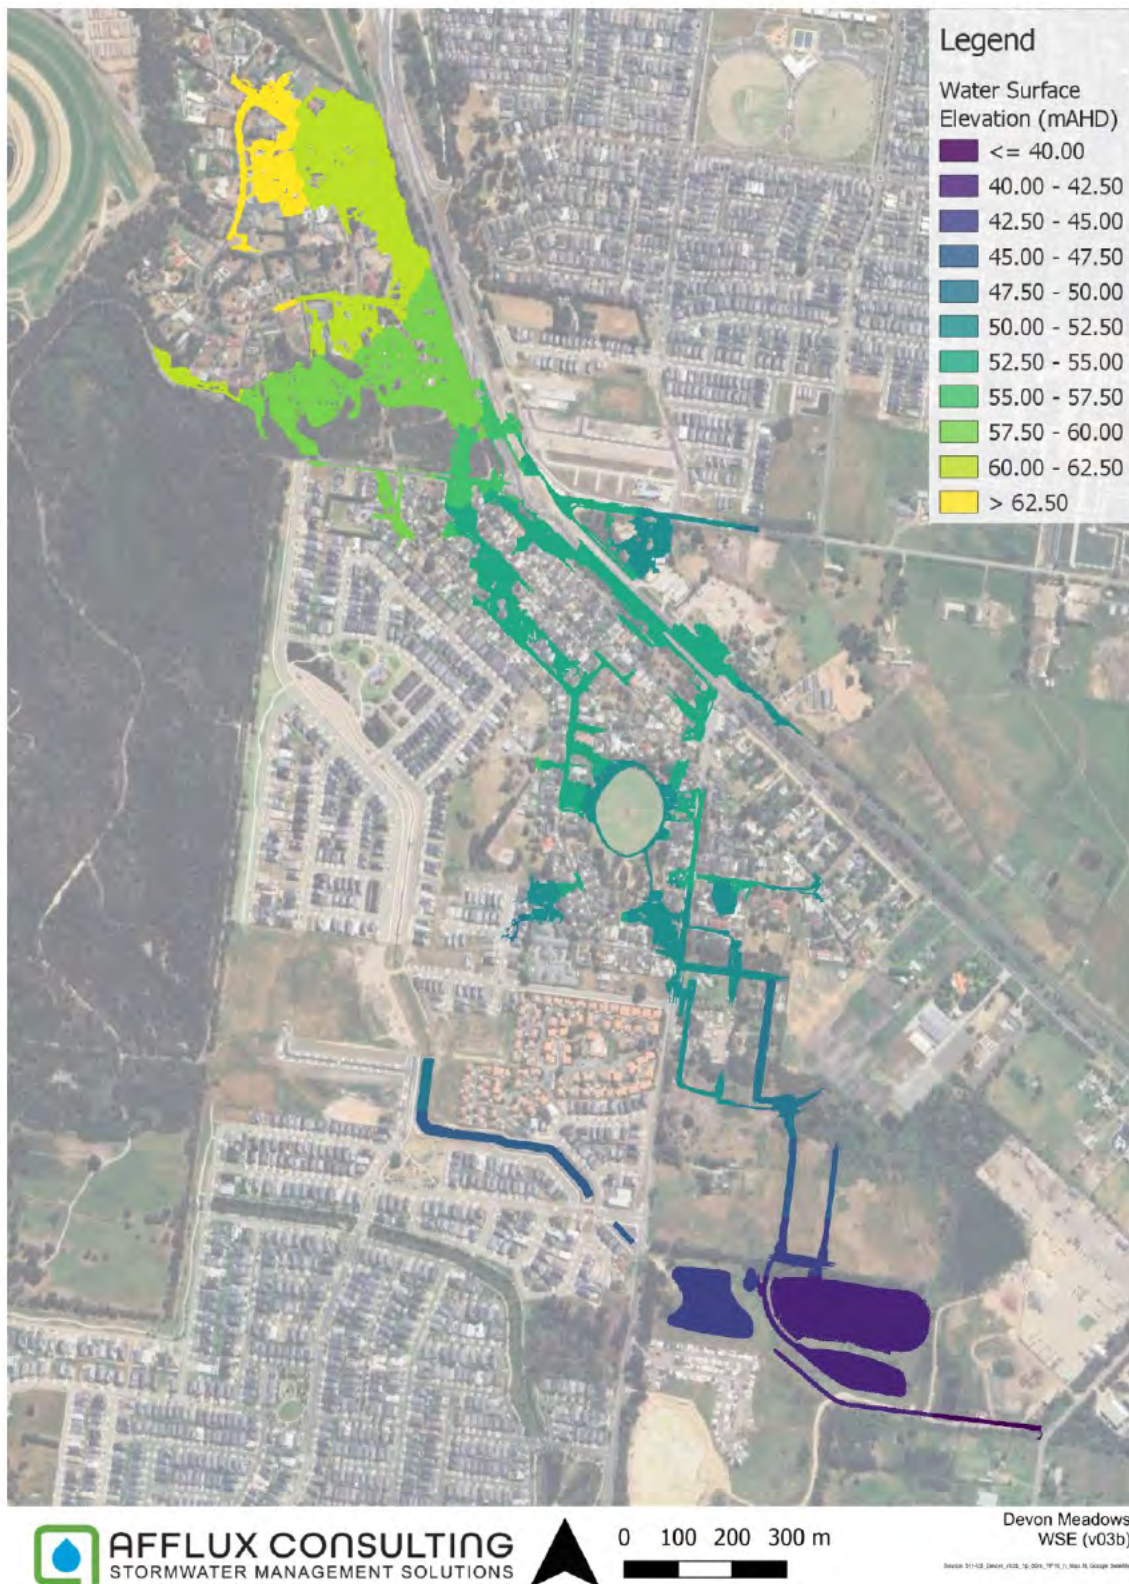 Legend
Water Surface
Elevation (mAHD)
<= 40.00
40.00 - 42.50
42.50 - 45.00
45.00 - 47.50
47.50 - 50.00
50.00 - 52.50
52.50 - 55.00
55.00 - 57.50
57.50 - 60.00
60.00 - 62.50
> 62.50
AFFLUX CONSULTING
STORMWATER MANAGEMENT SOLUTIONS
0 100 200 300 m
Devon Meadows
WSE (v03b)